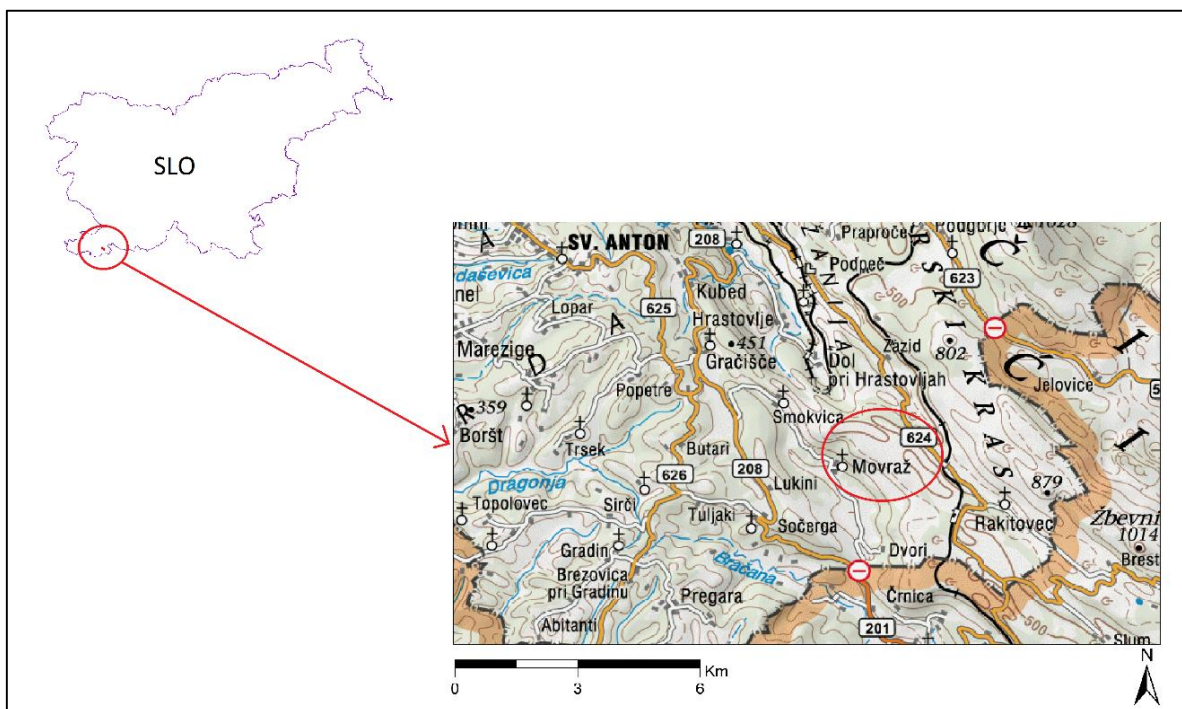 SLO
SV. ANTON
208
Praproče
Podgorje
1028
Podpeč
623
Kubed
Lopar
625
Hrastovlje
500
451
Gračišče
Marezige
Zazid
802
Dol
pri Hrastovljah
Jelovice
Popetre
Smokvica
359
Boršt
Trsek
624
Butari
Movraž
626
208
Lukini
Dragonja
879
Topolovec
Sirči
Tuljaki
Sočerga
Rakitovec
Žbevni
1014
Gradin
Dvori
Brest
Bračana
Brezovica
pri Gradinu
Pregara
Črnica
500
Abitanti
201
Slum
R S K I K R A S
0 3 6 Km
N